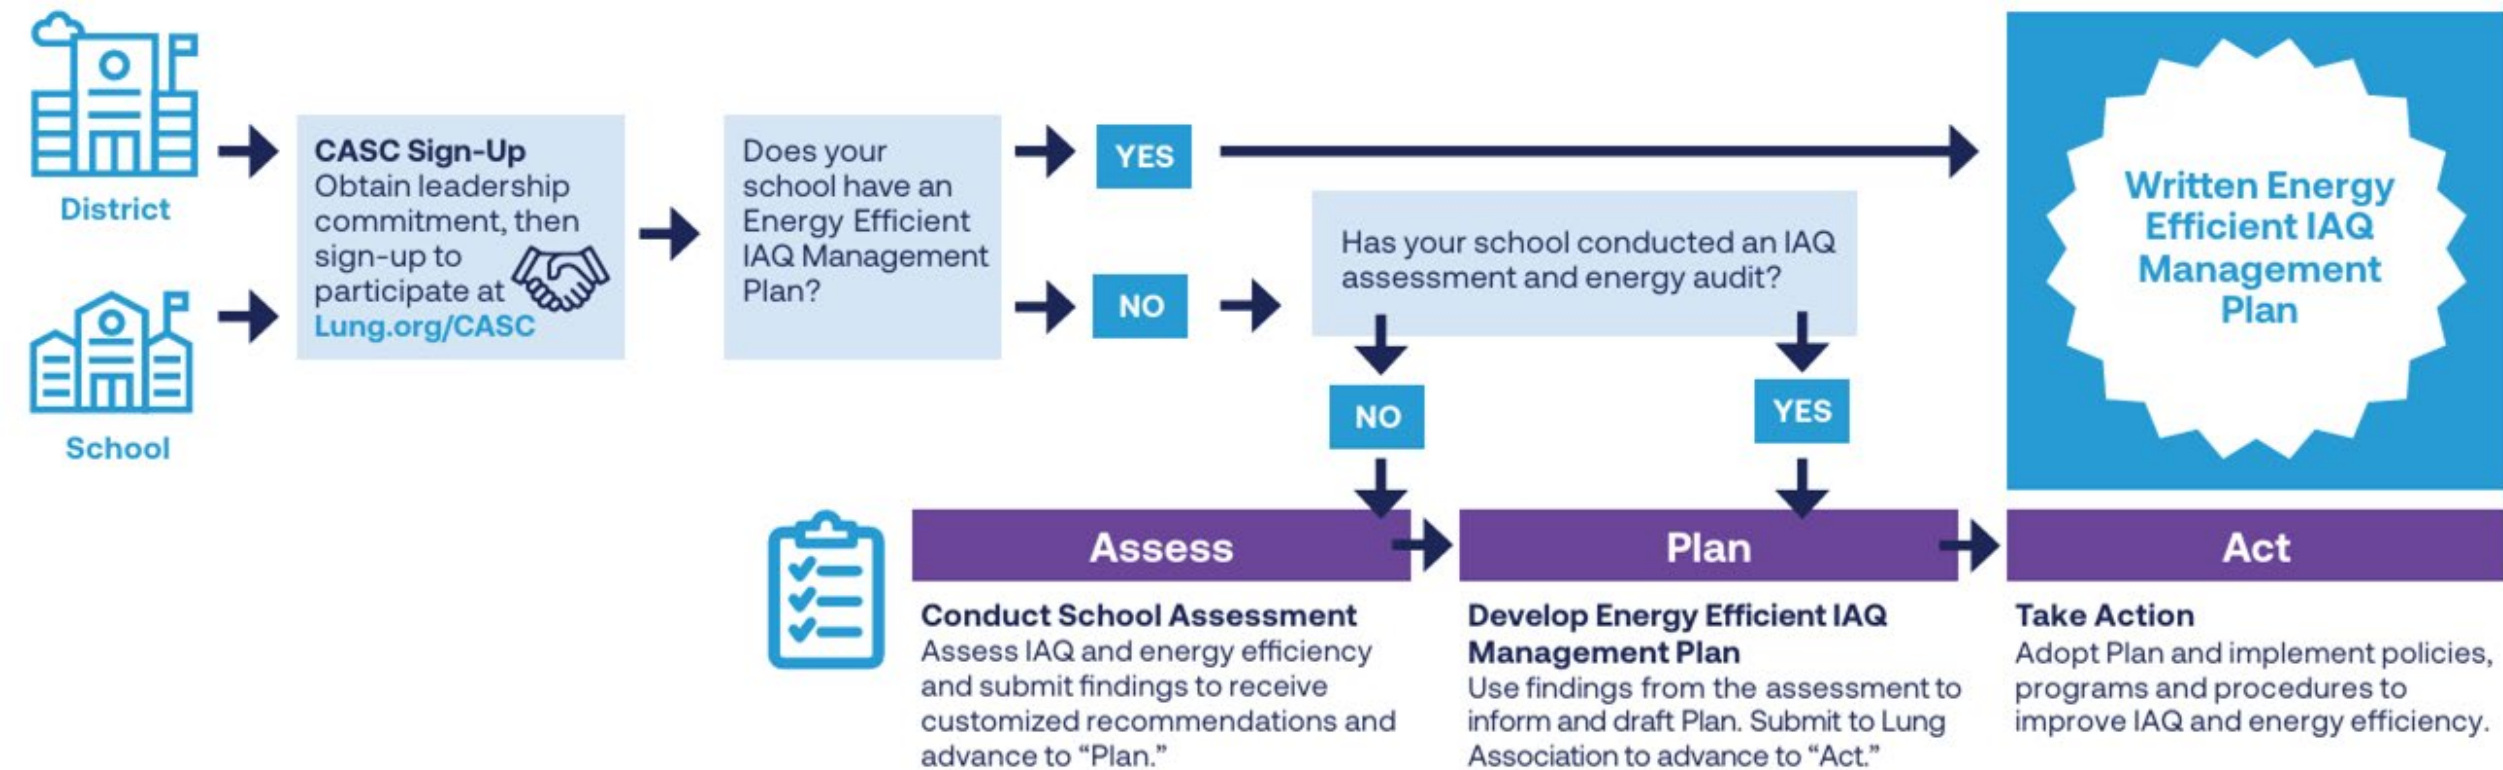 District
School
CASC Sign-Up
Obtain leadership
commitment, then
sign-up to
participate at
Lung.org/CASC
Does your
school have an
Energy Efficient
IAQ Management
Plan?
YES
NO
Has your school conducted an IAQ
assessment and energy audit?
NO
YES
Written Energy
Efficient IAQ
Management
Plan
Assess
Conduct School Assessment
Assess IAQ and energy efficiency
and submit findings to receive
customized recommendations and
advance to “Plan.”
Plan
Develop Energy Efficient IAQ
Management Plan
Use findings from the assessment to
inform and draft Plan. Submit to Lung
Association to advance to “Act.”
Act
Take Action
Adopt Plan and implement policies,
programs and procedures to
improve IAQ and energy efficiency.